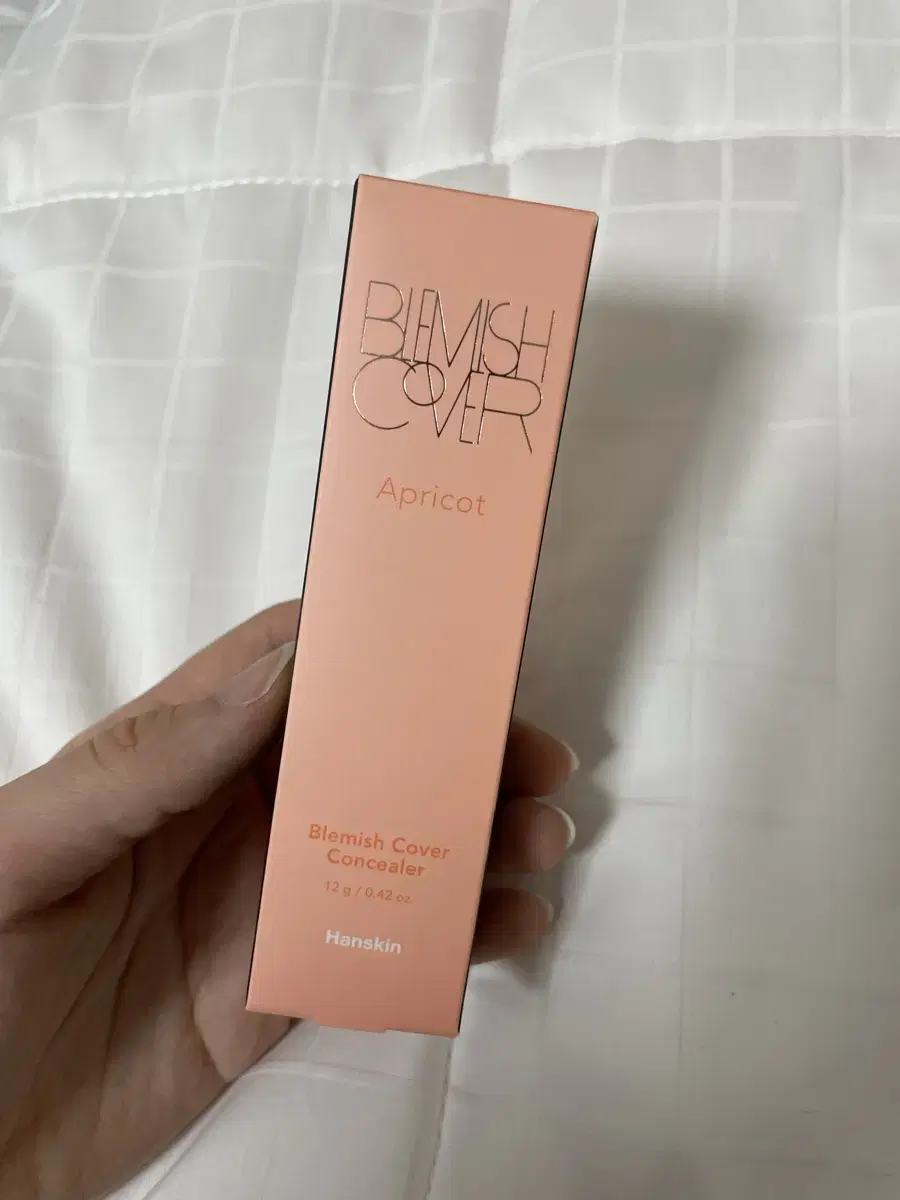 BLEMISH
COVER
Apricot
Blemish Cover
Concealer
12 g / 0.42 oz.
Hanskin